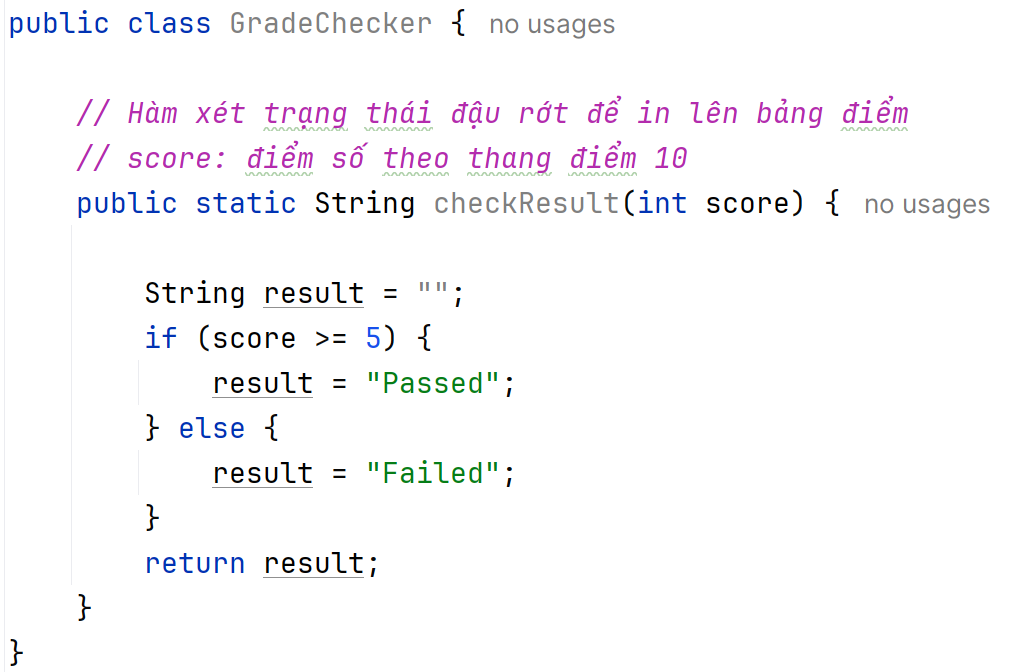 public class GradeChecker { no usages
// Hàm xét trạng thái đậu rớt để in lên bảng điểm
// score: điểm số theo thang điểm 10
public static String checkResult(int score) { no usages
String result = "";
if (score >= 5) {
result = "Passed";
} else {
result = "Failed";
}
return result;
}
}